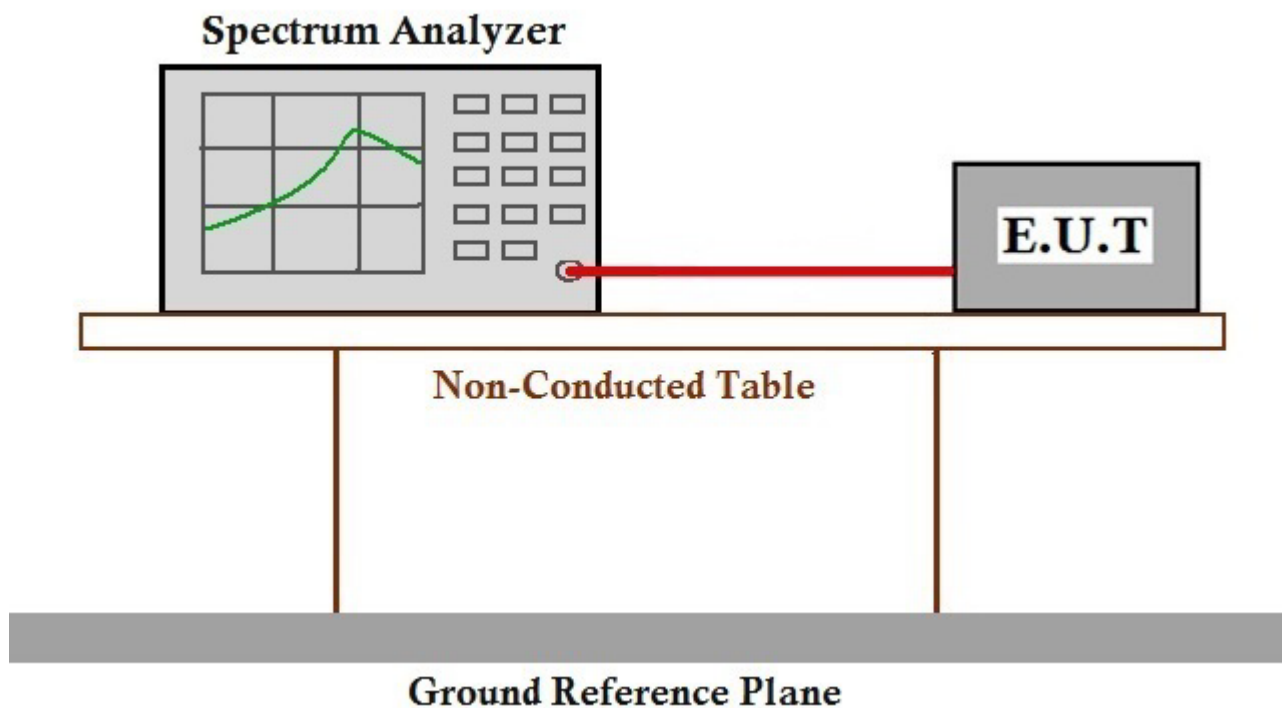 Spectrum Analyzer
E.U.T
Non-Conducted Table
Ground Reference Plane